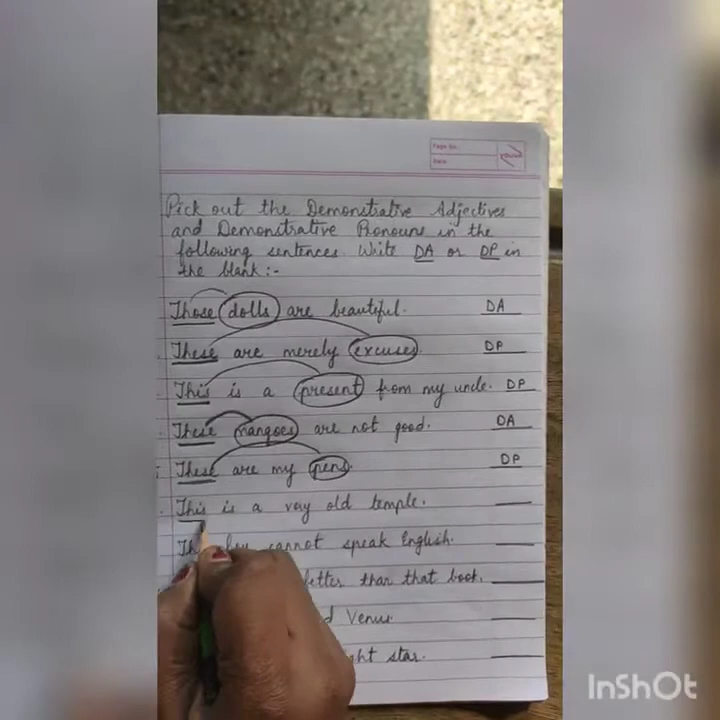 Page No.
Date
Pick out the Demonstrative Adjectives
and Demonstrative Pronouns in the
following sentences. Write DA or DP in
the blank:-
Those dolls are beautiful. DA
These are merely excuses. DP
This is a present from my uncle. DP
These mangoes are not good. DA
These are my pens. DP
This is a very old temple.
cannot speak English.
better than that book.
Venus
star.
InShOt